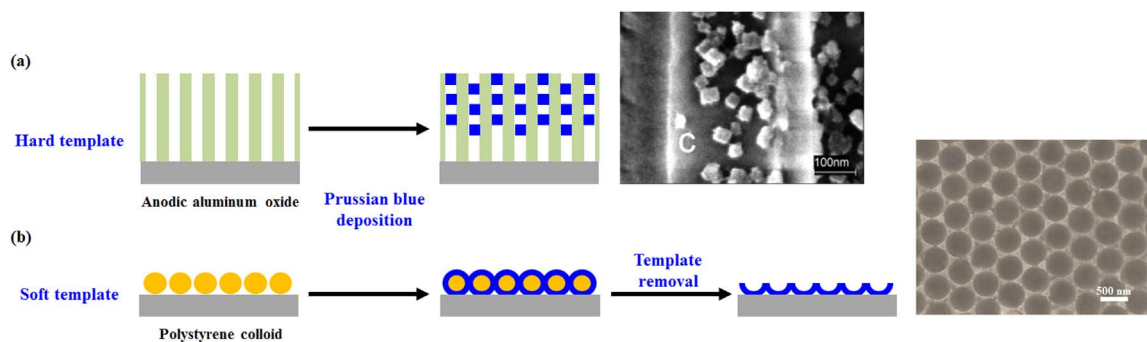 (a)
Hard template
Anodic aluminum oxide
Prussian blue
deposition
C
100nm
(b)
Soft template
Polystyrene colloid
Template
removal
500 nm